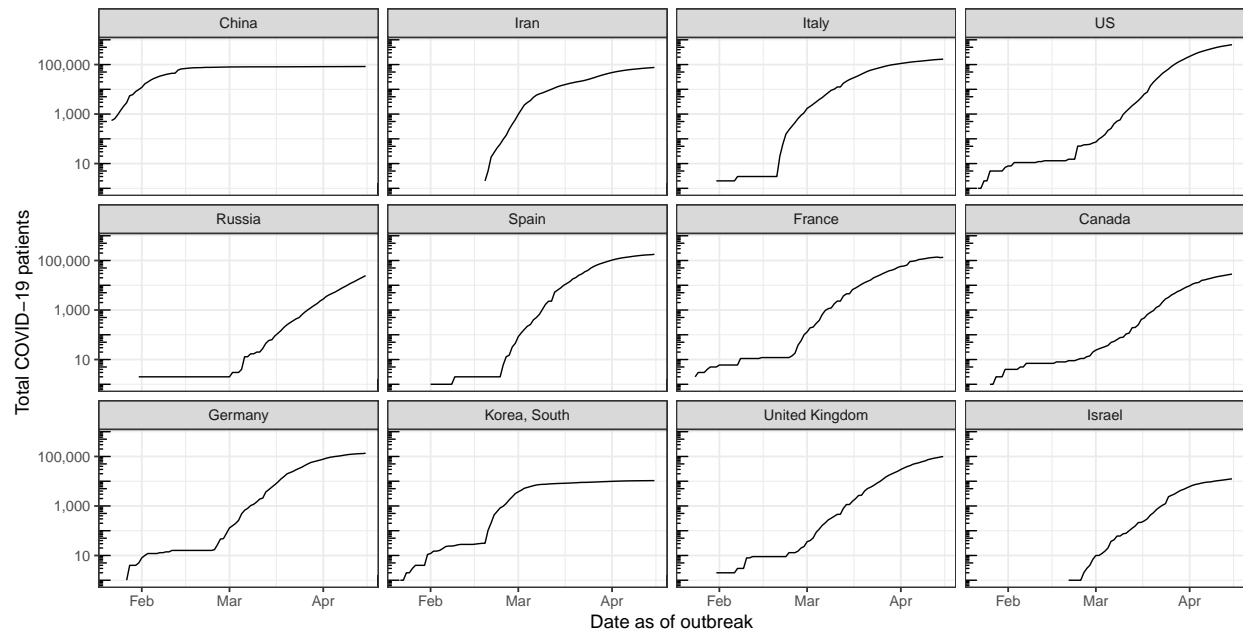 China
Iran
Italy
US
100,000
1,000
10
Russia
Spain
France
Canada
100,000
1,000
10
Germany
Korea, South
United Kingdom
Israel
100,000
1,000
10
Feb
Mar
Apr
Feb
Mar
Apr
Feb
Mar
Apr
Feb
Mar
Apr
Total COVID−19 patients
Date as of outbreak